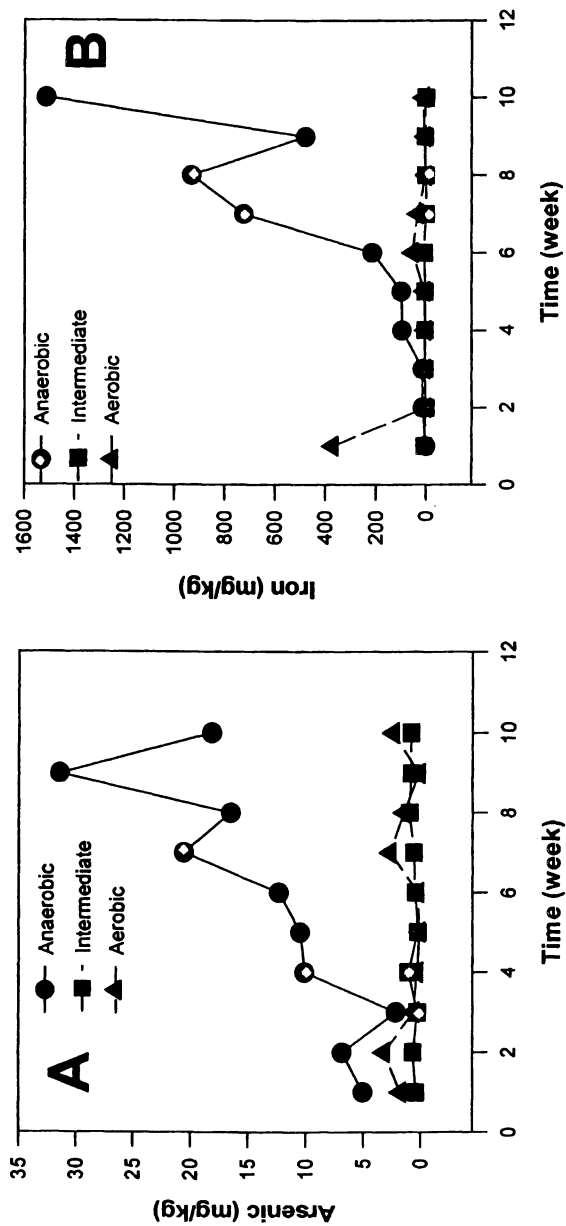 A
Anaerobic
Intermediate
Aerobic
35
30
25
20
15
10
5
0
Arsenic (mg/kg)
0 2 4 6 8 10 12
Time (week)
B
Anaerobic
Intermediate
Aerobic
1600
1400
1200
1000
800
600
400
200
0
Iron (mg/kg)
0 2 4 6 8 10 12
Time (week)